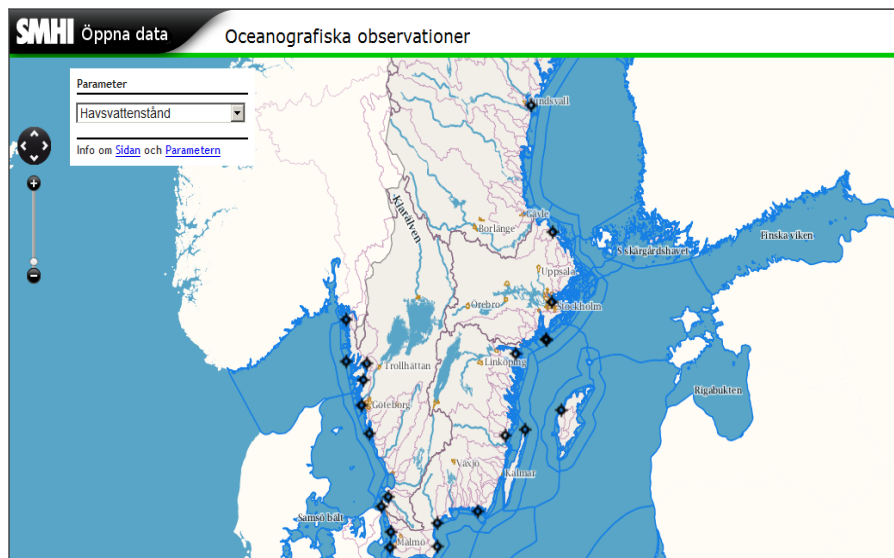 SMHI Öppna data
Oceanografiska observationer
Parameter
Havsvattenstånd
Info om Sidan och Parametern
Klarälven
Gävle
Borlänge
S skärgårdshavet
Finska viken
Uppsala
Örebro
Stockholm
Linköping
Trollhättan
Göteborg
Rigabukten
Växjö
Kalmar
Samsö bält
Malmö